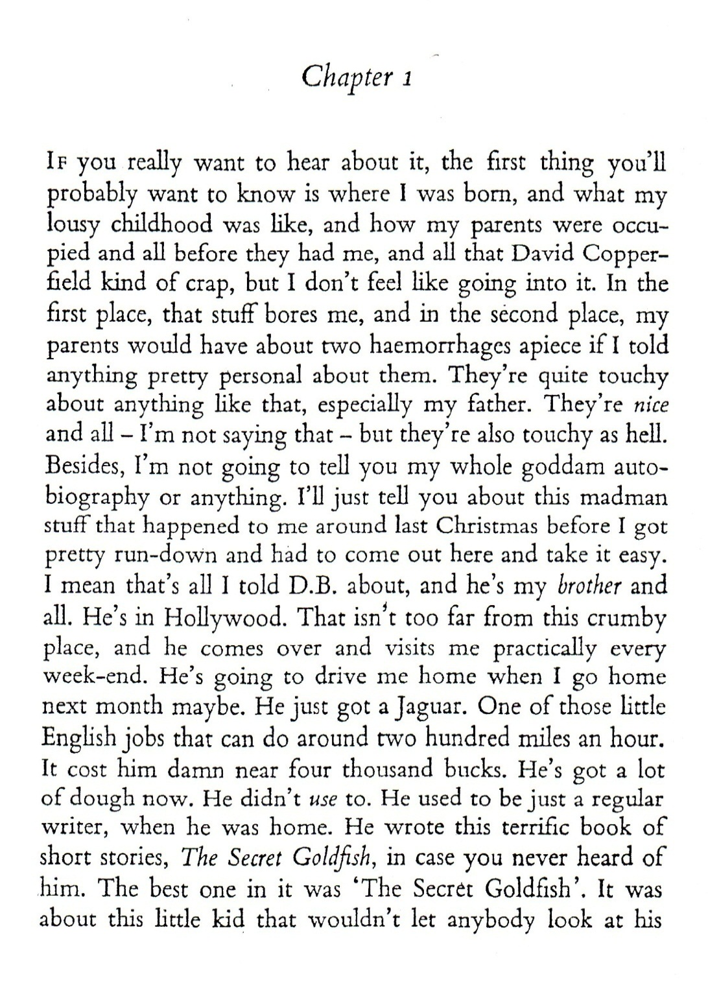 Chapter 1
IF you really want to hear about it, the first thing you'll
probably want to know is where I was born, and what my
lousy childhood was like, and how my parents were occu-
pied and all before they had me, and all that David Copper-
field kind of crap, but I don't feel like going into it. In the
first place, that stuff bores me, and in the second place, my
parents would have about two haemorrhages apiece if I told
anything pretty personal about them. They're quite touchy
about anything like that, especially my father. They're nice
and all – I'm not saying that – but they're also touchy as hell.
Besides, I'm not going to tell you my whole goddam auto-
biography or anything. I'll just tell you about this madman
stuff that happened to me around last Christmas before I got
pretty run-down and had to come out here and take it easy.
I mean that's all I told D.B. about, and he's my brother and
all. He's in Hollywood. That isn't too far from this crumby
place, and he comes over and visits me practically every
week-end. He's going to drive me home when I go home
next month maybe. He just got a Jaguar. One of those little
English jobs that can do around two hundred miles an hour.
It cost him damn near four thousand bucks. He's got a lot
of dough now. He didn't use to. He used to be just a regular
writer, when he was home. He wrote this terrific book of
short stories, The Secret Goldfish, in case you never heard of
him. The best one in it was ‘The Secret Goldfish’. It was
about this little kid that wouldn't let anybody look at his